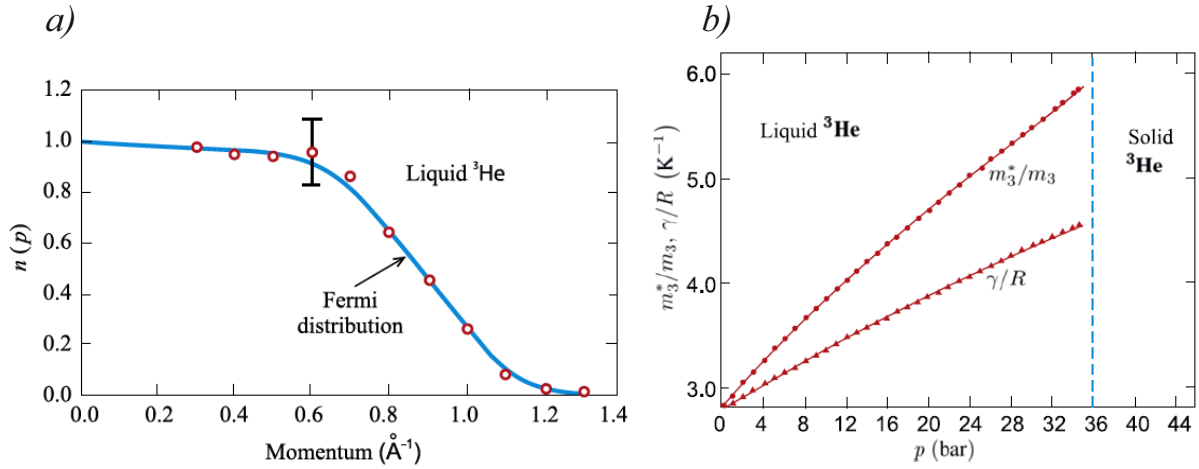 a)
1.2
1.0
0.8
0.6
0.4
0.2
0.0
n (p)
Liquid ³He
Fermi
distribution
0.0 0.2 0.4 0.6 0.8 1.0 1.2 1.4
Momentum (Å⁻¹)
b)
6.0
5.0
4.0
3.0
m₃*/m₃, γ/R (K⁻¹)
Liquid ³He
Solid
³He
m₃*/m₃
γ/R
0 4 8 12 16 20 24 28 32 36 40 44
p (bar)